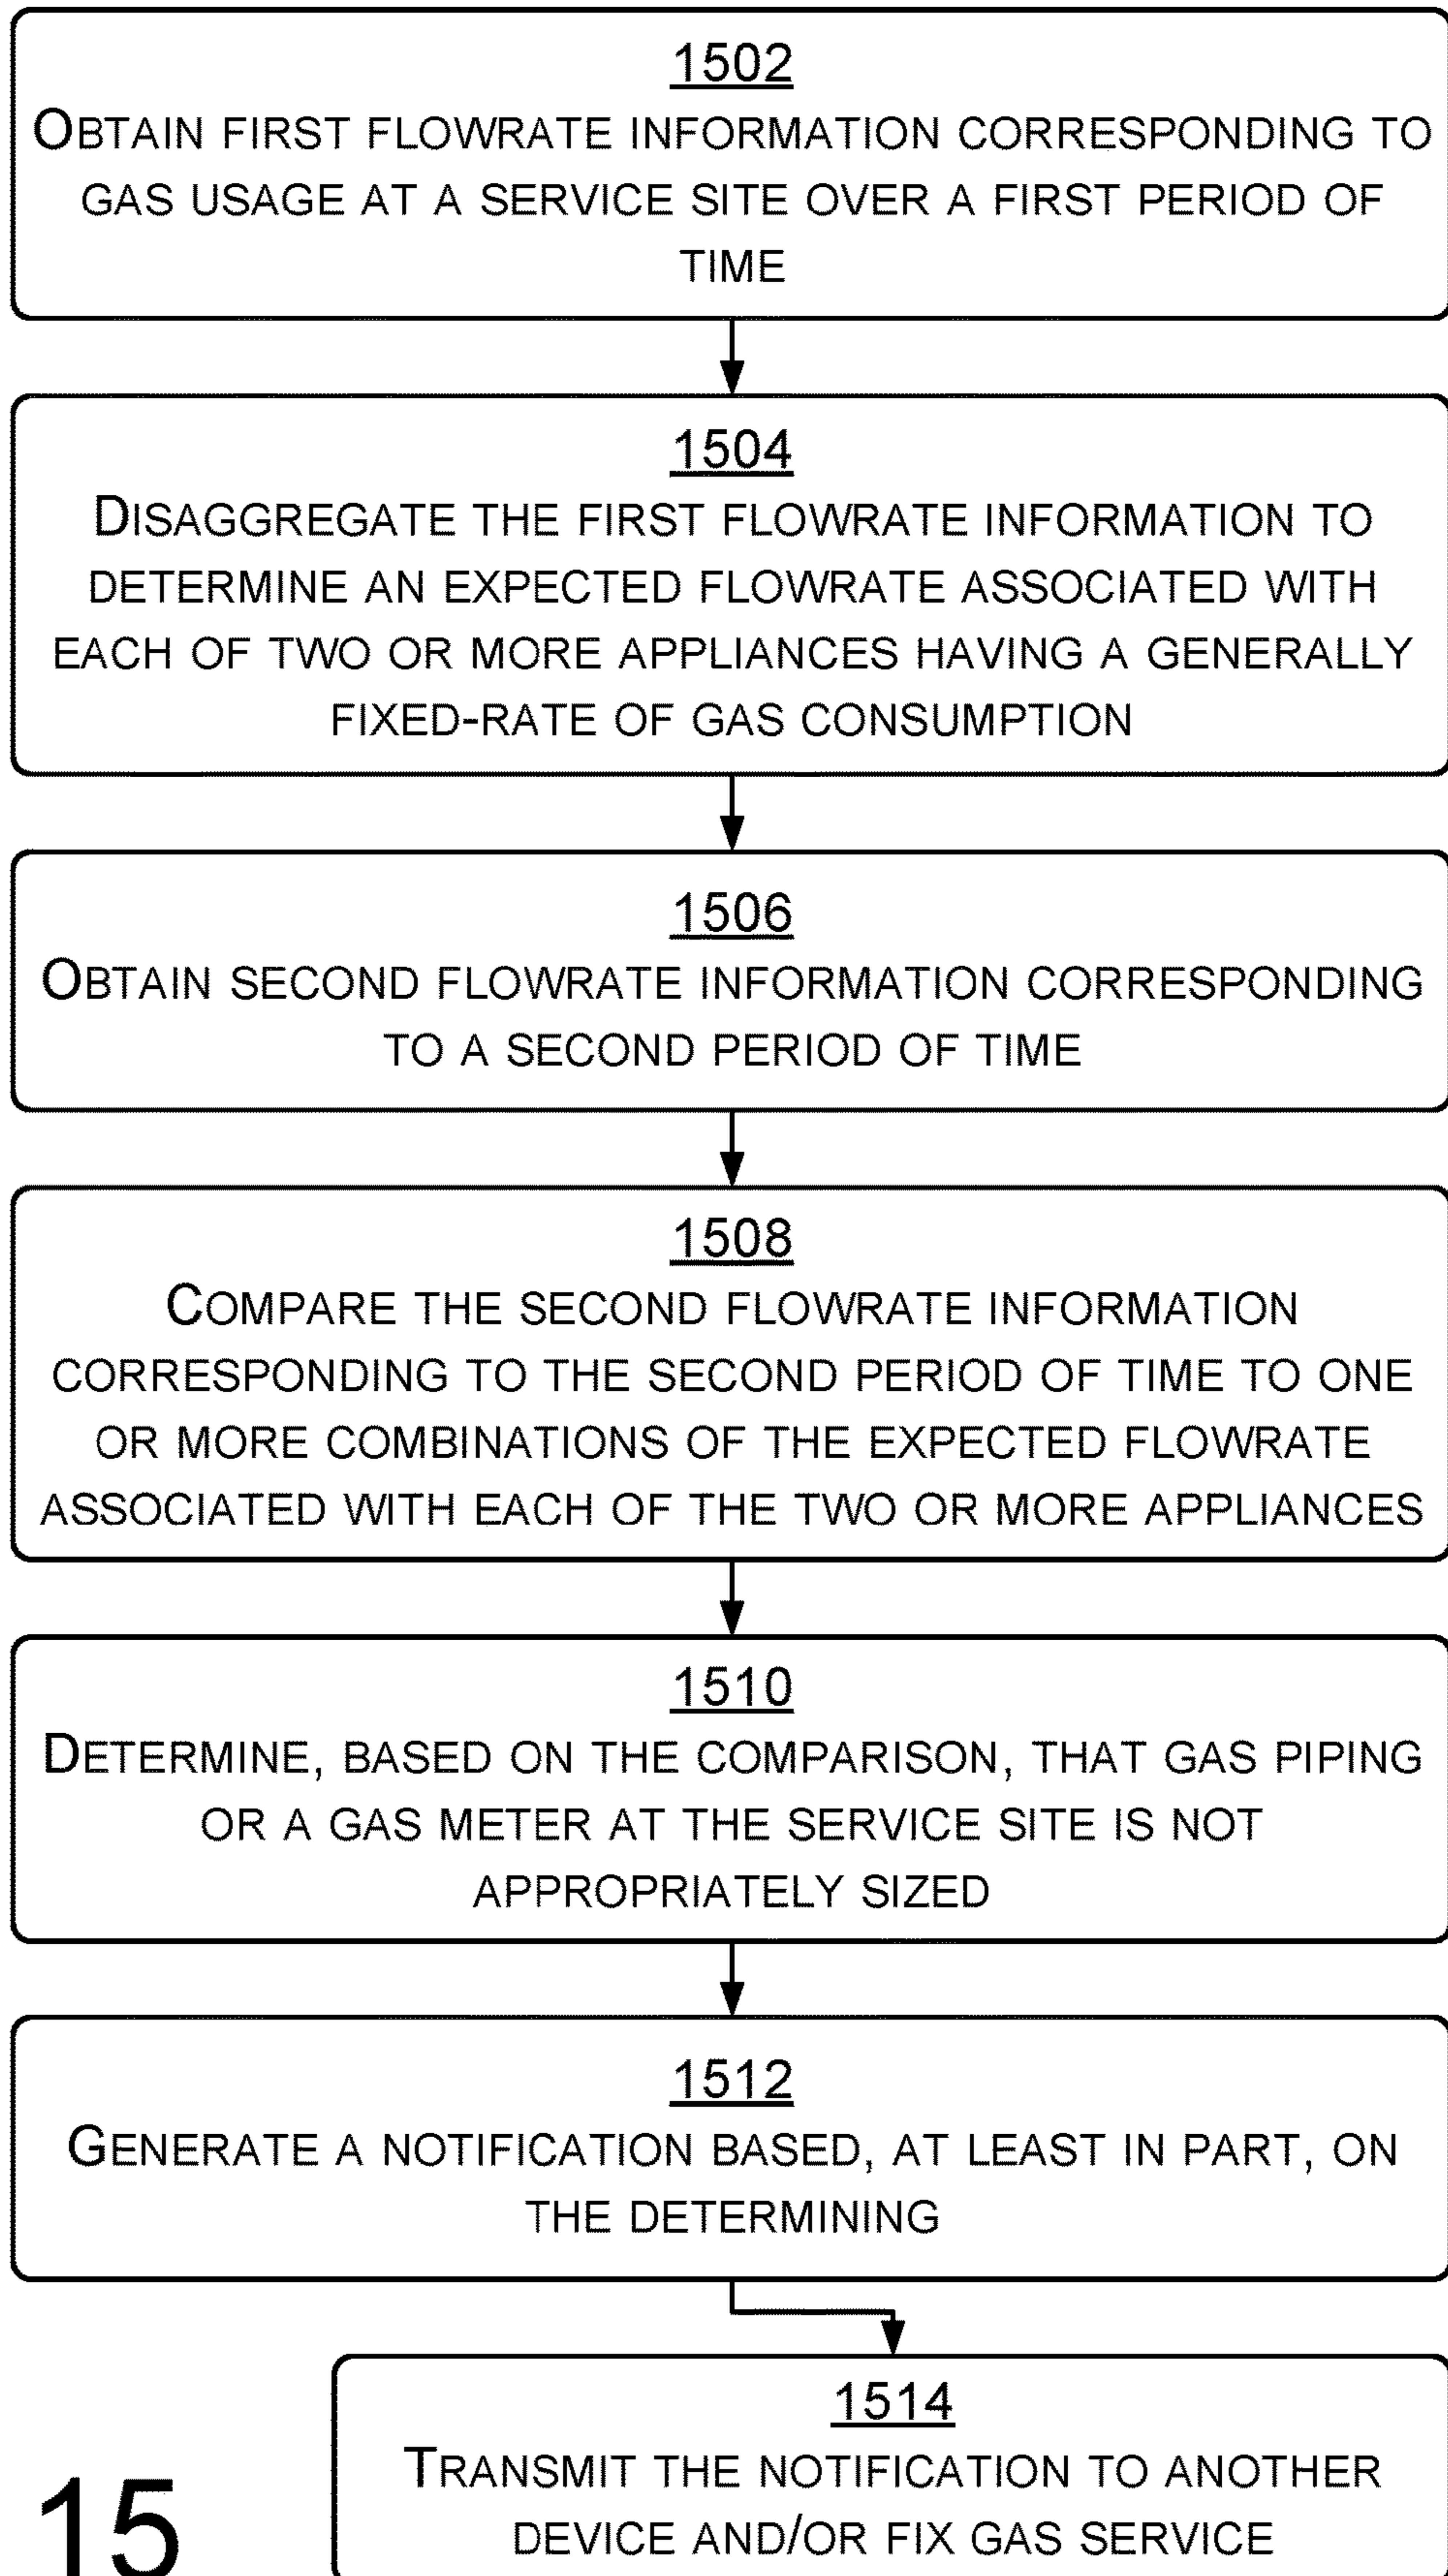 1502
OBTAIN FIRST FLOWRATE INFORMATION CORRESPONDING TO
GAS USAGE AT A SERVICE SITE OVER A FIRST PERIOD OF
TIME
1504
DISAGGREGATE THE FIRST FLOWRATE INFORMATION TO
DETERMINE AN EXPECTED FLOWRATE ASSOCIATED WITH
EACH OF TWO OR MORE APPLIANCES HAVING A GENERALLY
FIXED-RATE OF GAS CONSUMPTION
1506
OBTAIN SECOND FLOWRATE INFORMATION CORRESPONDING
TO A SECOND PERIOD OF TIME
1508
COMPARE THE SECOND FLOWRATE INFORMATION
CORRESPONDING TO THE SECOND PERIOD OF TIME TO ONE
OR MORE COMBINATIONS OF THE EXPECTED FLOWRATE
ASSOCIATED WITH EACH OF THE TWO OR MORE APPLIANCES
1510
DETERMINE, BASED ON THE COMPARISON, THAT GAS PIPING
OR A GAS METER AT THE SERVICE SITE IS NOT
APPROPRIATELY SIZED
1512
GENERATE A NOTIFICATION BASED, AT LEAST IN PART, ON
THE DETERMINING
1514
TRANSMIT THE NOTIFICATION TO ANOTHER
DEVICE AND/OR FIX GAS SERVICE
15